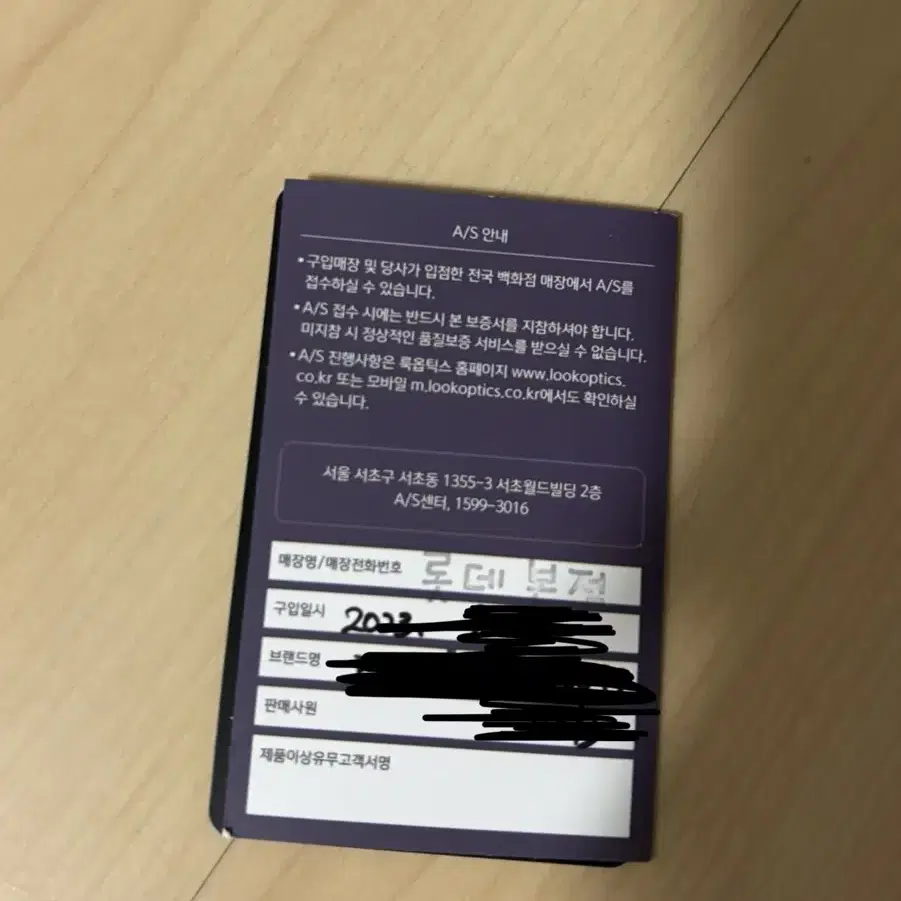 A/S 안내
• 구입매장 및 당사가 입점한 전국 백화점 매장에서 A/S를
접수하실 수 있습니다.
• A/S 접수 시에는 반드시 본 보증서를 지참하셔야 합니다.
미지참 시 정상적인 품질보증 서비스를 받으실 수 없습니다.
• A/S 진행사항은 룩옵틱스 홈페이지 www.lookoptics.
co.kr 또는 모바일 m.lookoptics.co.kr에서도 확인하실
수 있습니다.
서울 서초구 서초동 1355-3 서초월드빌딩 2층
A/S센터, 1599-3016
매장명/매장전화번호 롯데 본점
구입일시 2023.
브랜드명
판매사원
제품이상유무고객서명